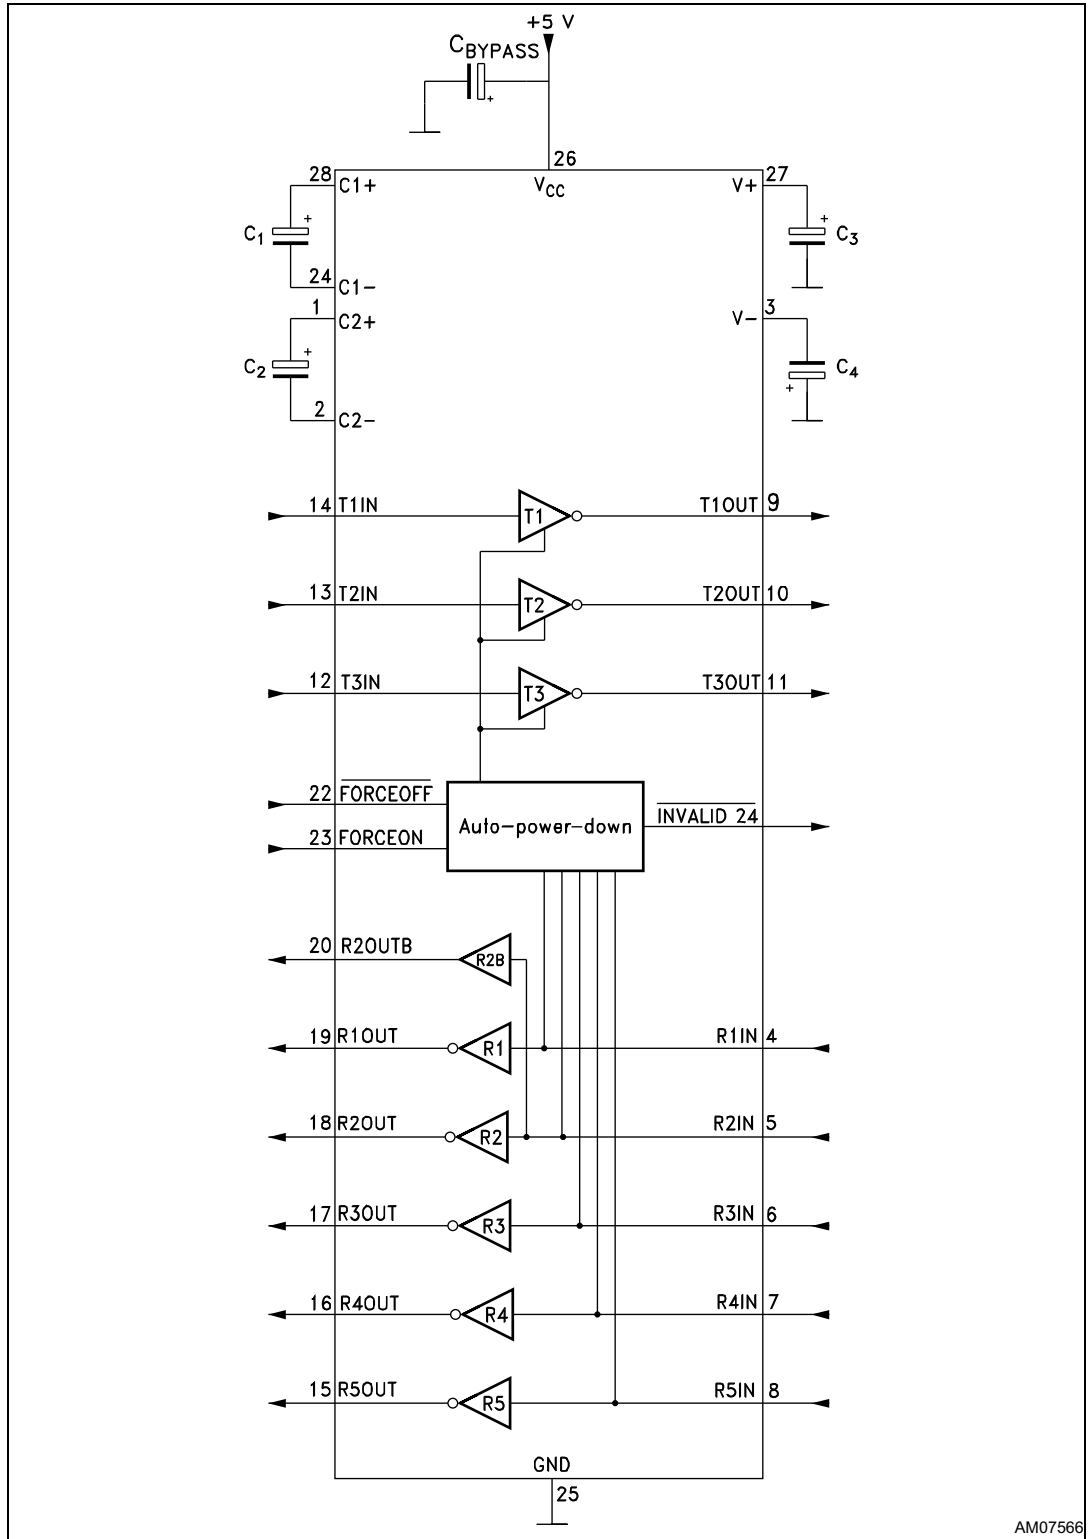 +5 V
CBYPASS
26
28 C1+ VCC V+ 27
C1 + + C3
24 C1-
1 C2+ V- 3
C2 + C4
+
2 C2-
14 T1IN T1 T1OUT 9
13 T2IN T2 T2OUT 10
12 T3IN T3 T3OUT 11
22 FORCEOFF
Auto-power-down INVALID 24
23 FORCEON
20 R2OUTB R2B
19 R1OUT R1 R1IN 4
18 R2OUT R2 R2IN 5
17 R3OUT R3 R3IN 6
16 R4OUT R4 R4IN 7
15 R5OUT R5 R5IN 8
GND
25
AM07566